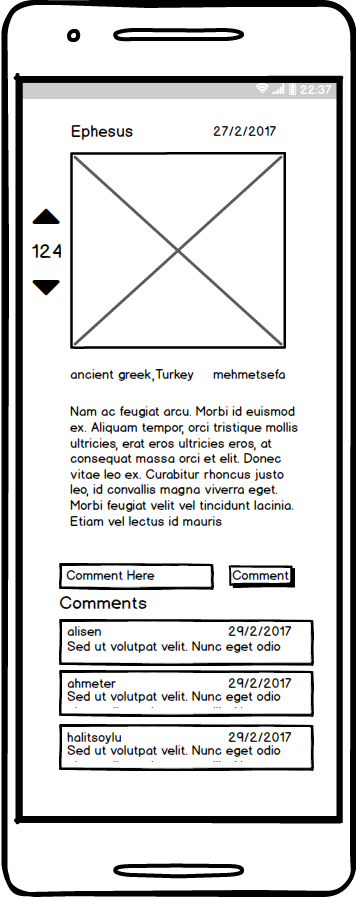 22:37
Ephesus 27/2/2017
124
ancient greek,Turkey mehmetsefa
Nam ac feugiat arcu. Morbi id euismod
ex. Aliquam tempor, orci tristique mollis
ultricies, erat eros ultricies eros, at
consequat massa orci et elit. Donec
vitae leo ex. Curabitur rhoncus justo
leo, id convallis magna viverra eget.
Morbi feugiat velit vel tincidunt lacinia.
Etiam vel lectus id mauris
Comment Here Comment
Comments
alisen 29/2/2017
Sed ut volutpat velit. Nunc eget odio
ahmeter 29/2/2017
Sed ut volutpat velit. Nunc eget odio
halitsoylu 29/2/2017
Sed ut volutpat velit. Nunc eget odio